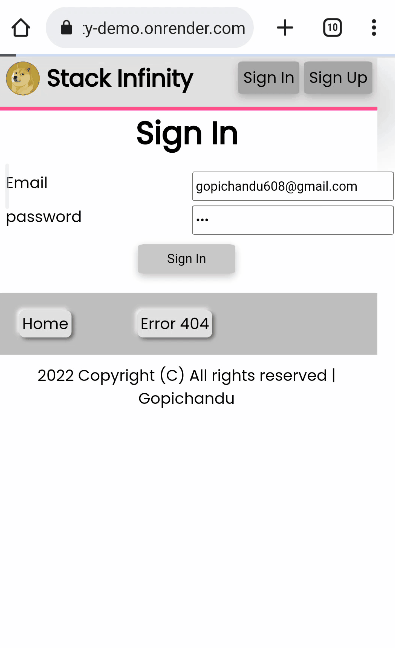 :ty-demo.onrender.com
10
Stack Infinity
Sign In
Sign Up
Sign In
Email
gopichandu608@gmail.com
password
•••
Sign In
Home
Error 404
2022 Copyright (C) All rights reserved |
Gopichandu